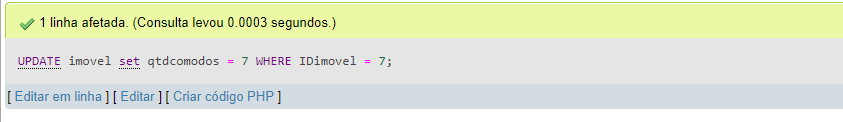 1 linha afetada. (Consulta levou 0.0003 segundos.)
UPDATE imovel set qtdcomodos = 7 WHERE IDimovel = 7;
[ Editar em linha ] [ Editar ] [ Criar código PHP ]